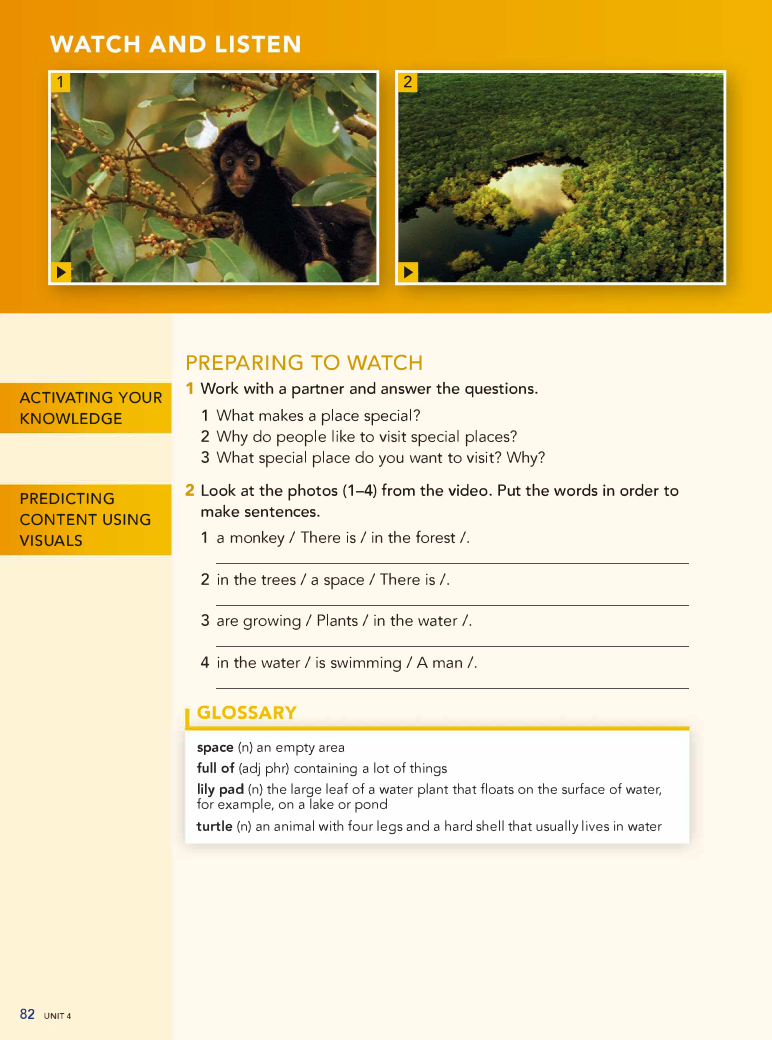 WATCH AND LISTEN
1
2
PREPARING TO WATCH
ACTIVATING YOUR
KNOWLEDGE
1 Work with a partner and answer the questions.
1 What makes a place special?
2 Why do people like to visit special places?
3 What special place do you want to visit? Why?
PREDICTING
CONTENT USING
VISUALS
2 Look at the photos (1–4) from the video. Put the words in order to
make sentences.
1 a monkey / There is / in the forest /.
2 in the trees / a space / There is /.
3 are growing / Plants / in the water /.
4 in the water / is swimming / A man /.
GLOSSARY
space (n) an empty area
full of (adj phr) containing a lot of things
lily pad (n) the large leaf of a water plant that floats on the surface of water,
for example, on a lake or pond
turtle (n) an animal with four legs and a hard shell that usually lives in water
82 UNIT 4